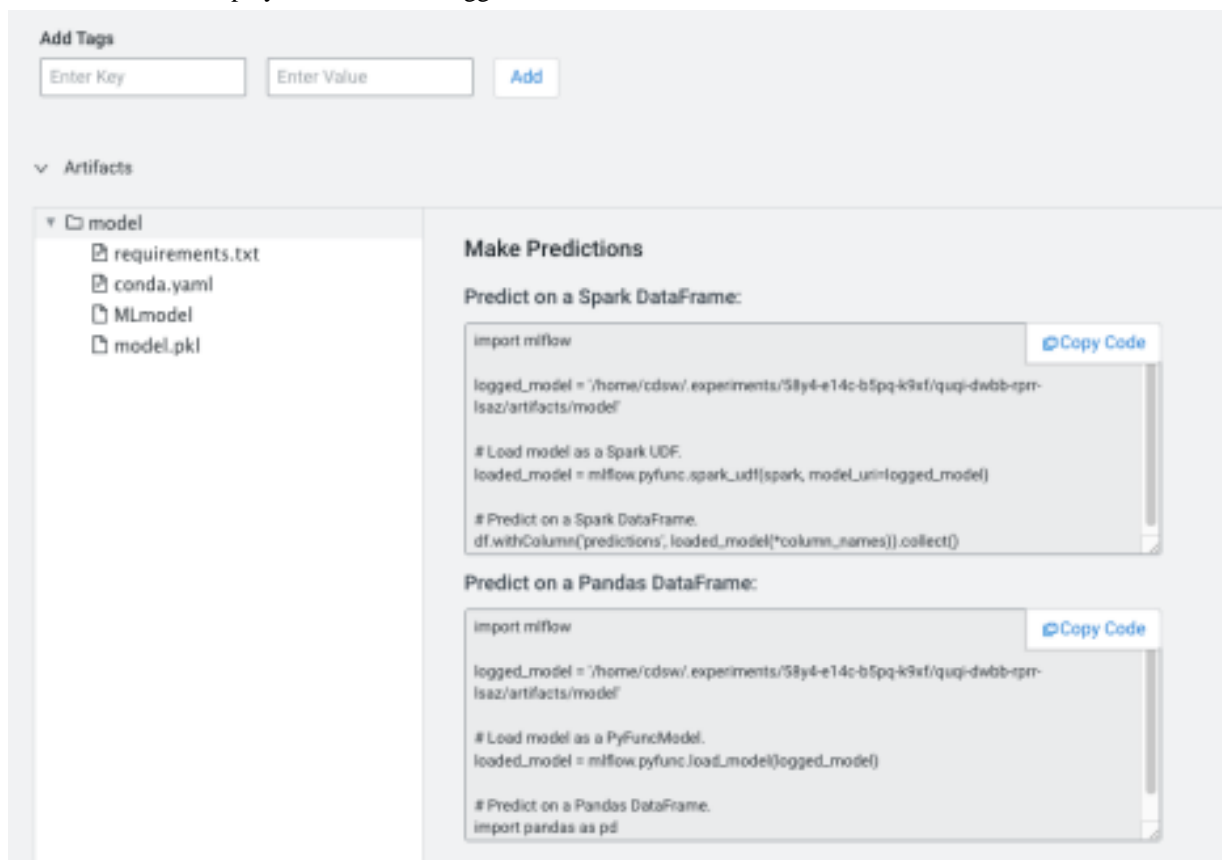 Add Tags
Enter Key
Enter Value
Add
Artifacts
model
requirements.txt
conda.yaml
MLmodel
model.pkl
Make Predictions
Predict on a Spark DataFrame:
Copy Code
import mlflow
logged_model = '/home/cdsw/.experiments/58y4-e14c-b5pq-k9xf/quqi-dwbb-rprr-
lsaz/artifacts/model'
# Load model as a Spark UDF.
loaded_model = mlflow.pyfunc.spark_udf(spark, model_uri=logged_model)
# Predict on a Spark DataFrame.
df.withColumn('predictions', loaded_model(*column_names)).collect()
Predict on a Pandas DataFrame:
Copy Code
import mlflow
logged_model = '/home/cdsw/.experiments/58y4-e14c-b5pq-k9xf/quqi-dwbb-rprr-
lsaz/artifacts/model'
# Load model as a PyFuncModel.
loaded_model = mlflow.pyfunc.load_model(logged_model)
# Predict on a Pandas DataFrame.
import pandas as pd